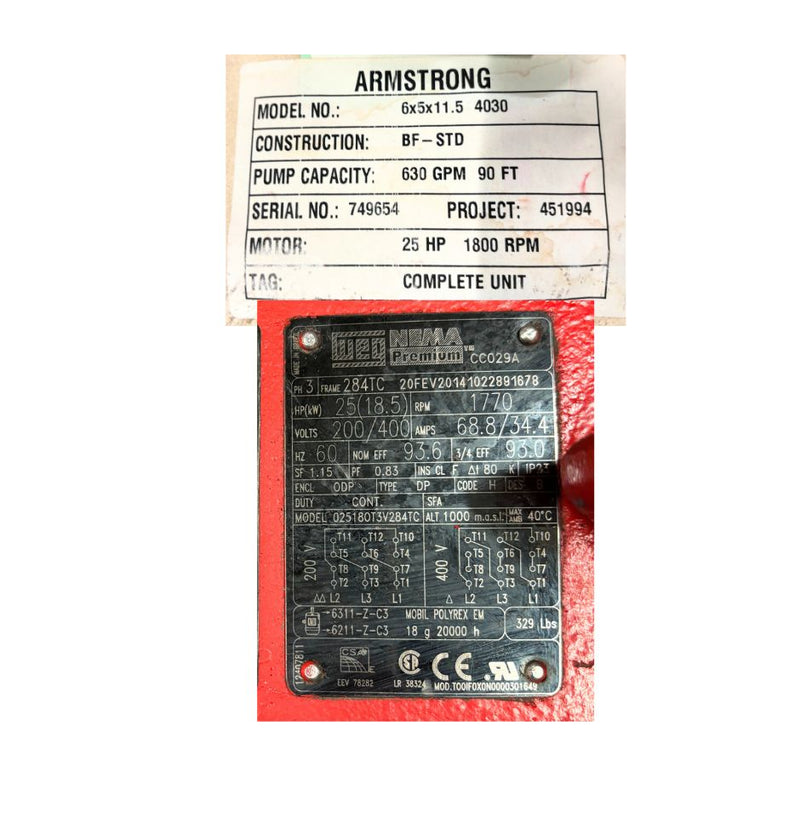 ARMSTRONG
MODEL NO.: 6x5x11.5 4030
CONSTRUCTION: BF-STD
PUMP CAPACITY: 630 GPM 90 FT
SERIAL NO.: 749654 PROJECT: 451994
MOTOR: 25 HP 1800 RPM
TAG: COMPLETE UNIT
WEG NEMA Premium™ CC029A
PH 3 FRAME 284TC 20FEV2014 1022891678
HP(kW) 25(18.5) RPM 1770
VOLTS 200/400 AMPS 68.8/34.4
HZ 60 NOM EFF 93.6 3/4 EFF 93.0
SF 1.15 PF 0.83 INS CL F Δt 80 K IP23
ENCL ODP TYPE DP CODE H DES B
DUTY CONT. SFA
MODEL 02518OT3V284TC ALT 1000 m.a.s.l. MAX AMB 40°C
200 V 400 V
T11 T12 T10 T11 T12 T10
T5 T6 T4 T5 T6 T4
T8 T9 T7 T8 T9 T7
T2 T3 T1 T2 T3 T1
ΔΔ L2 L3 L1 Δ L2 L3 L1
6311-Z-C3 MOBIL POLYREX EM
6211-Z-C3 18 g 20000 h
329 Lbs
12407811
CSA E
EEV 78282 LR 38324
CE
MOD.TOOIFOXON0000301649